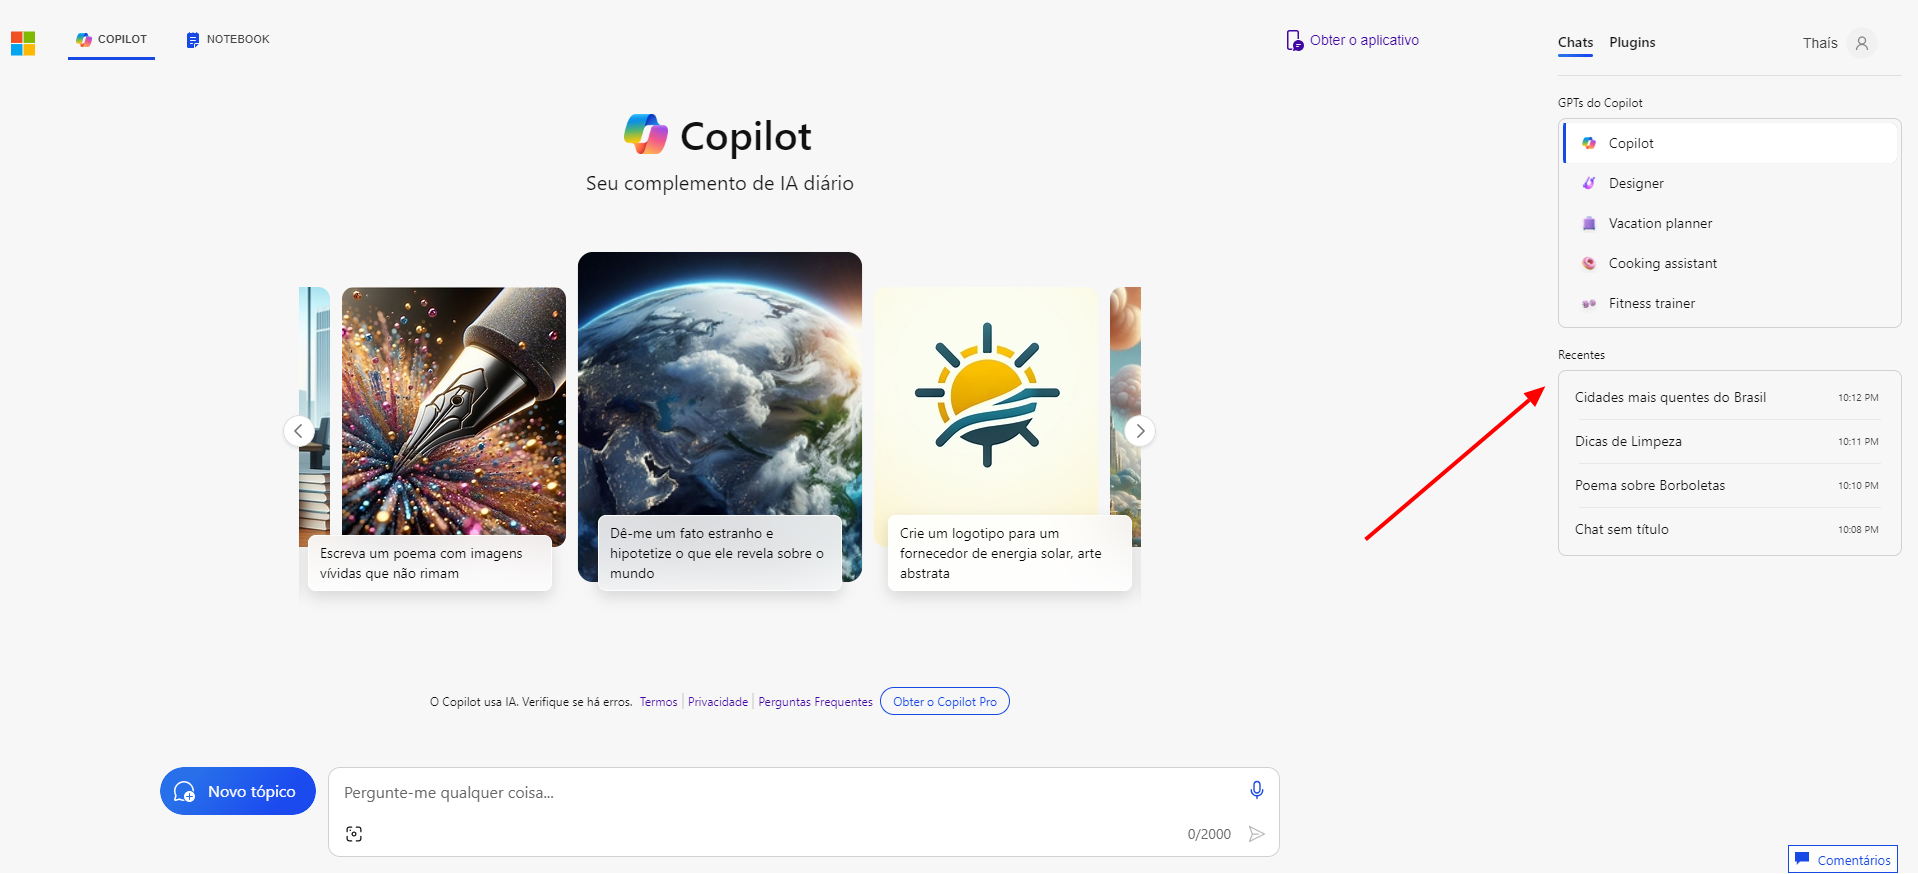 COPILOT
NOTEBOOK
Obter o aplicativo
Chats
Plugins
Thaís
Copilot
Seu complemento de IA diário
Escreva um poema com imagens
vívidas que não rimam
Dê-me um fato estranho e
hipotetize o que ele revela sobre o
mundo
Crie um logotipo para um
fornecedor de energia solar, arte
abstrata
O Copilot usa IA. Verifique se há erros. Termos Privacidade Perguntas Frequentes Obter o Copilot Pro
Novo tópico
Pergunte-me qualquer coisa...
0/2000
GPTs do Copilot
Copilot
Designer
Vacation planner
Cooking assistant
Fitness trainer
Recentes
Cidades mais quentes do Brasil 10:12 PM
Dicas de Limpeza 10:11 PM
Poema sobre Borboletas 10:10 PM
Chat sem título 10:08 PM
Comentários